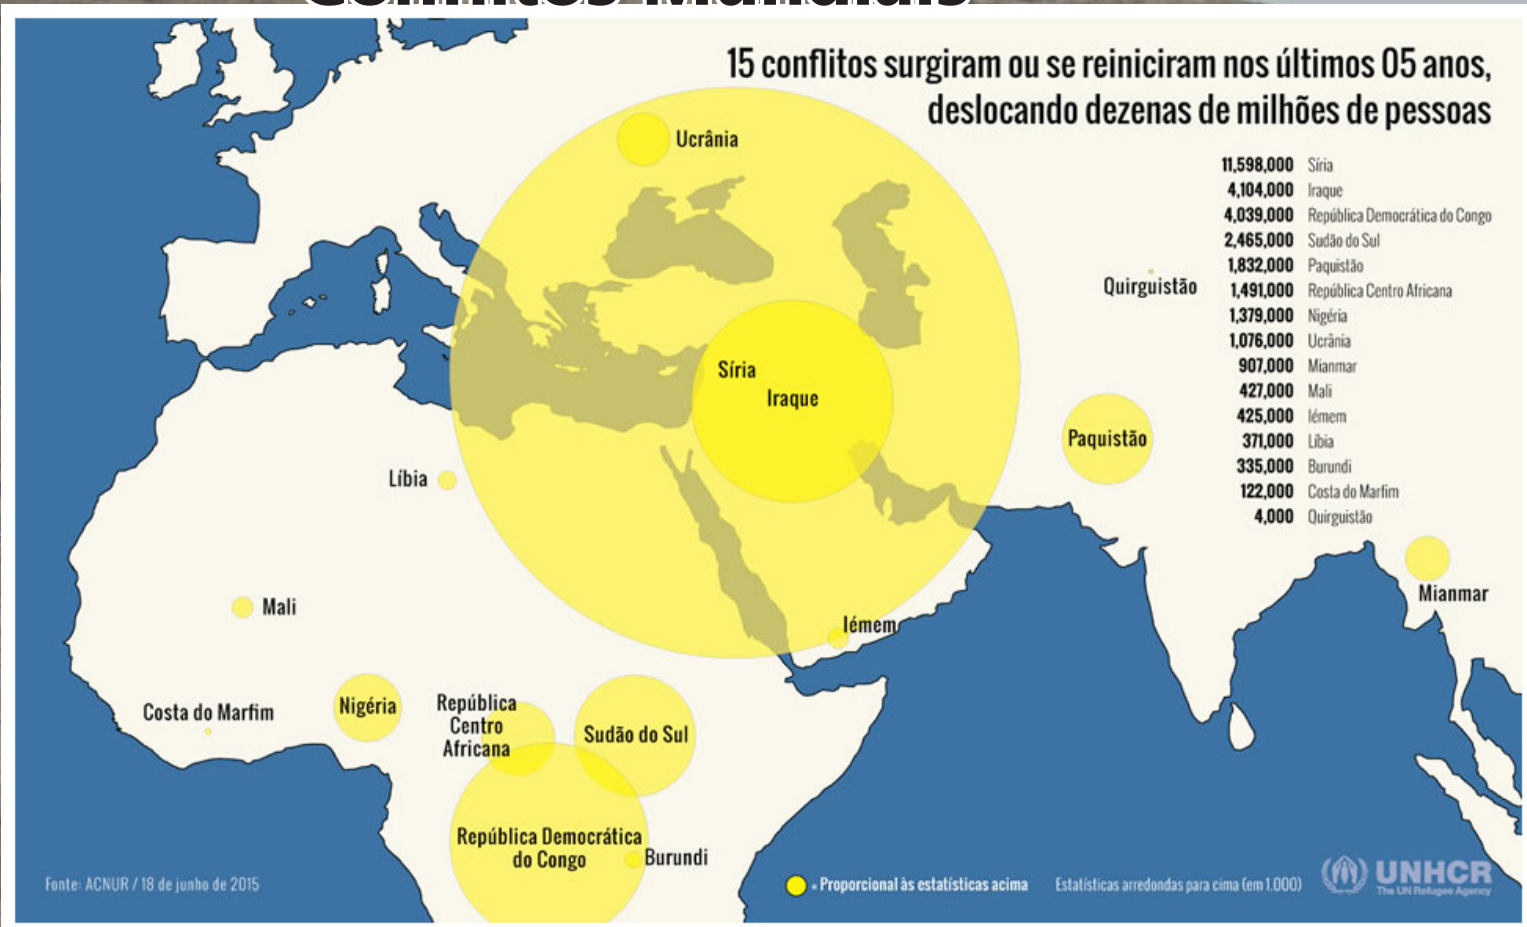 15 conflitos surgiram ou se reiniciram nos últimos 05 anos,
deslocando dezenas de milhões de pessoas
11,598,000 Síria
4,104,000 Iraque
4,039,000 República Democrática do Congo
2,465,000 Sudão do Sul
1,832,000 Paquistão
1,491,000 República Centro Africana
1,379,000 Nigéria
1,076,000 Ucrânia
907,000 Mianmar
427,000 Mali
425,000 Iémem
371,000 Líbia
335,000 Burundi
122,000 Costa do Marfim
4,000 Quirguistão
Ucrânia
Quirguistão
Síria
Iraque
Paquistão
Líbia
Mianmar
Mali
Iémem
Costa do Marfim
Nigéria
República
Centro
Africana
Sudão do Sul
República Democrática
do Congo
Burundi
Fonte: ACNUR / 18 de junho de 2015
= Proporcional às estatísticas acima
Estatísticas arredondas para cima (em 1.000)
UNHCR
The UN Refugee Agency